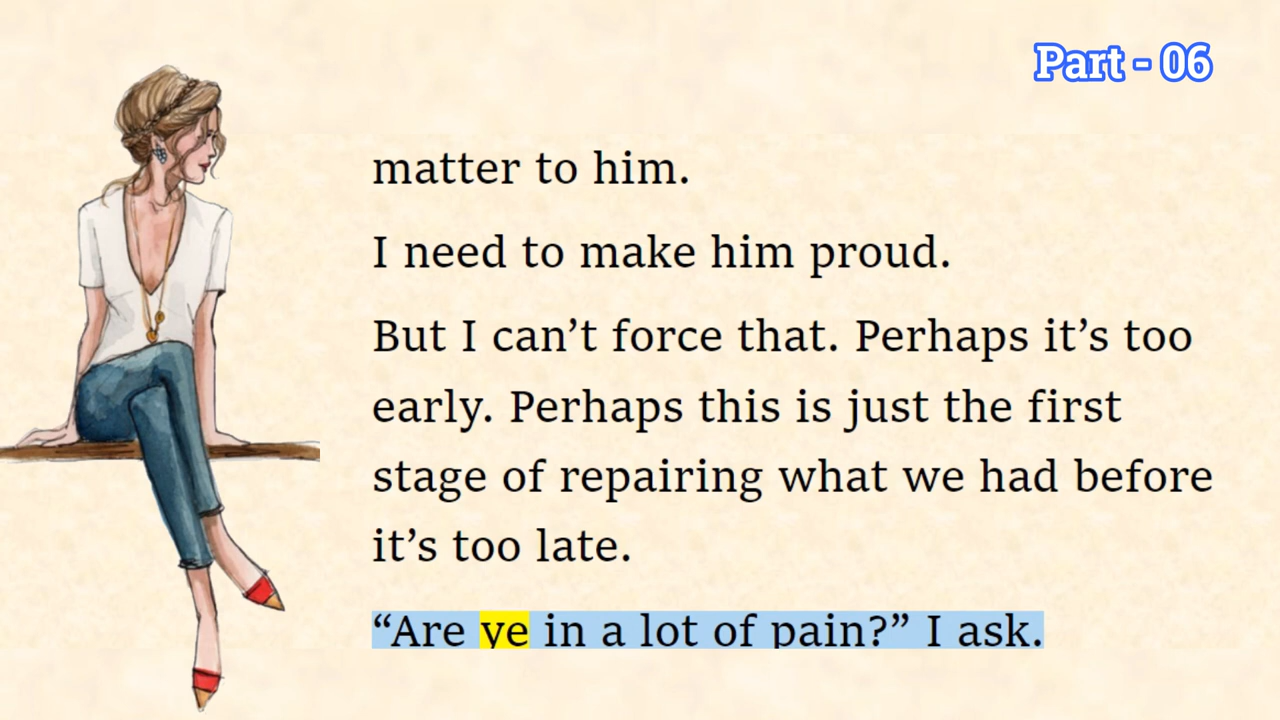 Part - 06
matter to him.
I need to make him proud.
But I can’t force that. Perhaps it’s too
early. Perhaps this is just the first
stage of repairing what we had before
it’s too late.
“Are ye in a lot of pain?” I ask.